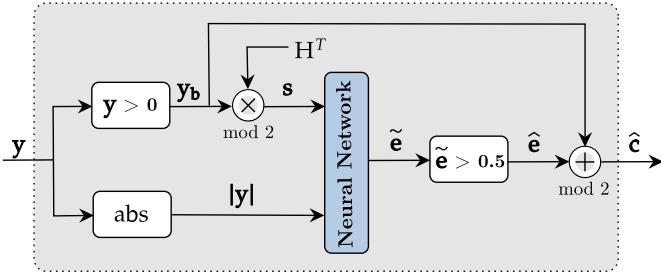 H^T
y
y > 0
y_b
mod 2
s
abs
|y|
Neural Network
ẽ
ẽ > 0.5
ê
mod 2
ĉ